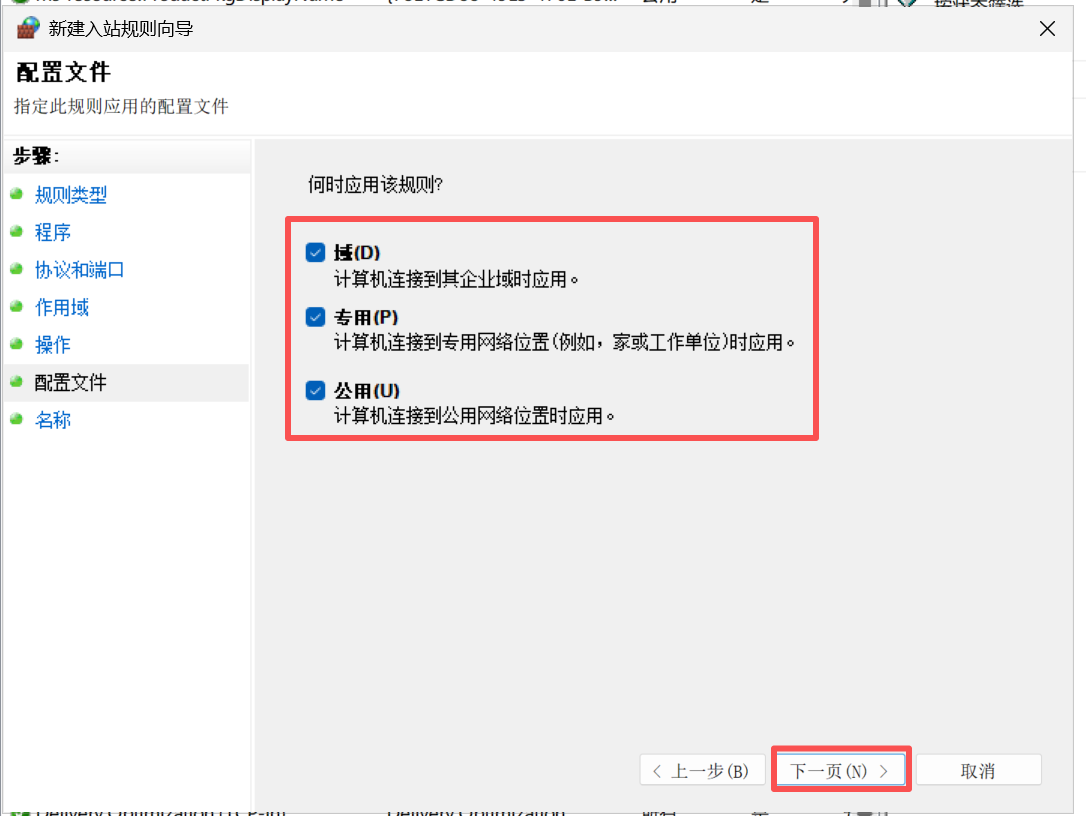 新建入站规则向导
配置文件
指定此规则应用的配置文件
步骤:
规则类型
程序
协议和端口
作用域
操作
配置文件
名称
何时应用该规则?
域(D)
计算机连接到其企业域时应用。
专用(P)
计算机连接到专用网络位置(例如，家或工作单位)时应用。
公用(U)
计算机连接到公用网络位置时应用。
< 上一步(B)
下一页(N) >
取消
Delivery Optimization